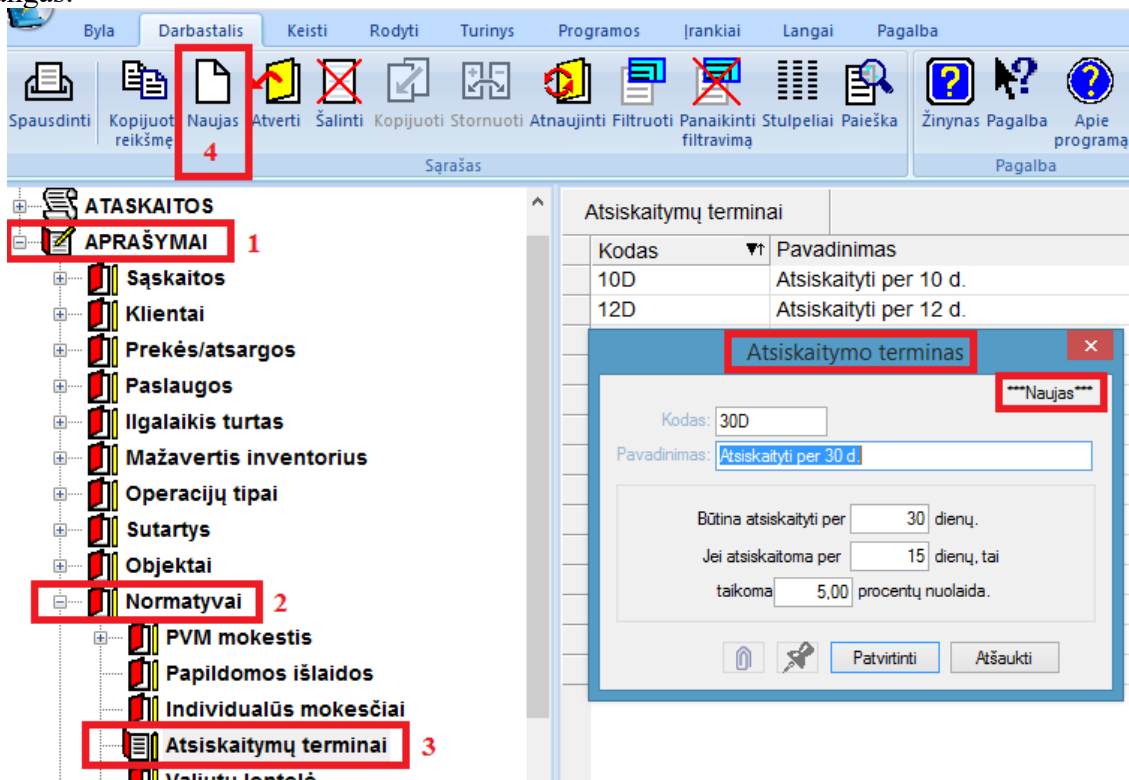 Byla Darbastalis Keisti Rodyti Turinys Programos Įrankiai Langai Pagalba
Spausdinti Kopijuoti reikšmę Naujas Atverti Šalinti Kopijuoti Stornuoti Atnaujinti Filtruoti Panaikinti filtravimą Stulpeliai Paieška Žinynas Pagalba Apie programą
4
Sąrašas Pagalba
ATASKAITOS
APRAŠYMAI 1
Sąskaitos
Klientai
Prekės/atsargos
Paslaugos
Ilgalaikis turtas
Mažavertis inventorius
Operacijų tipai
Sutartys
Objektai
Normatyvai 2
PVM mokestis
Papildomos išlaidos
Individualūs mokesčiai
Atsiskaitymų terminai 3
Atsiskaitymų terminai
Kodas Pavadinimas
10D Atsiskaityti per 10 d.
12D Atsiskaityti per 12 d.
Atsiskaitymo terminas
***Naujas***
Kodas: 30D
Pavadinimas: Atsiskaityti per 30 d.
Būtina atsiskaityti per 30 dienų.
Jei atsiskaitoma per 15 dienų, tai
taikoma 5,00 procentų nuolaida.
Patvirtinti Atšaukti